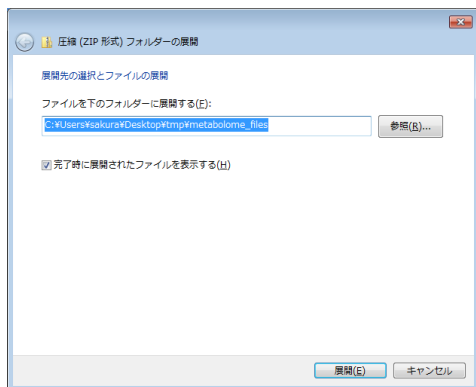 圧縮 (ZIP 形式) フォルダーの展開
展開先の選択とファイルの展開
ファイルを下のフォルダーに展開する(F):
C:¥Users¥sakura¥Desktop¥tmp¥metabolome_files
参照(R)...
完了時に展開されたファイルを表示する(H)
展開(E) キャンセル